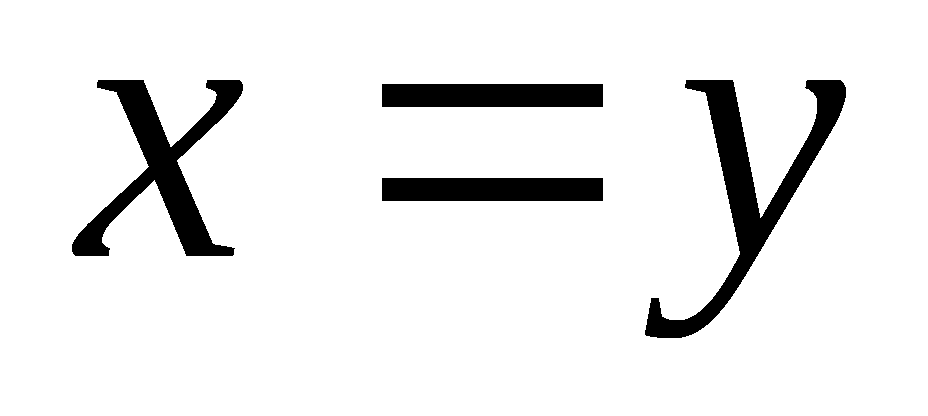 x = y